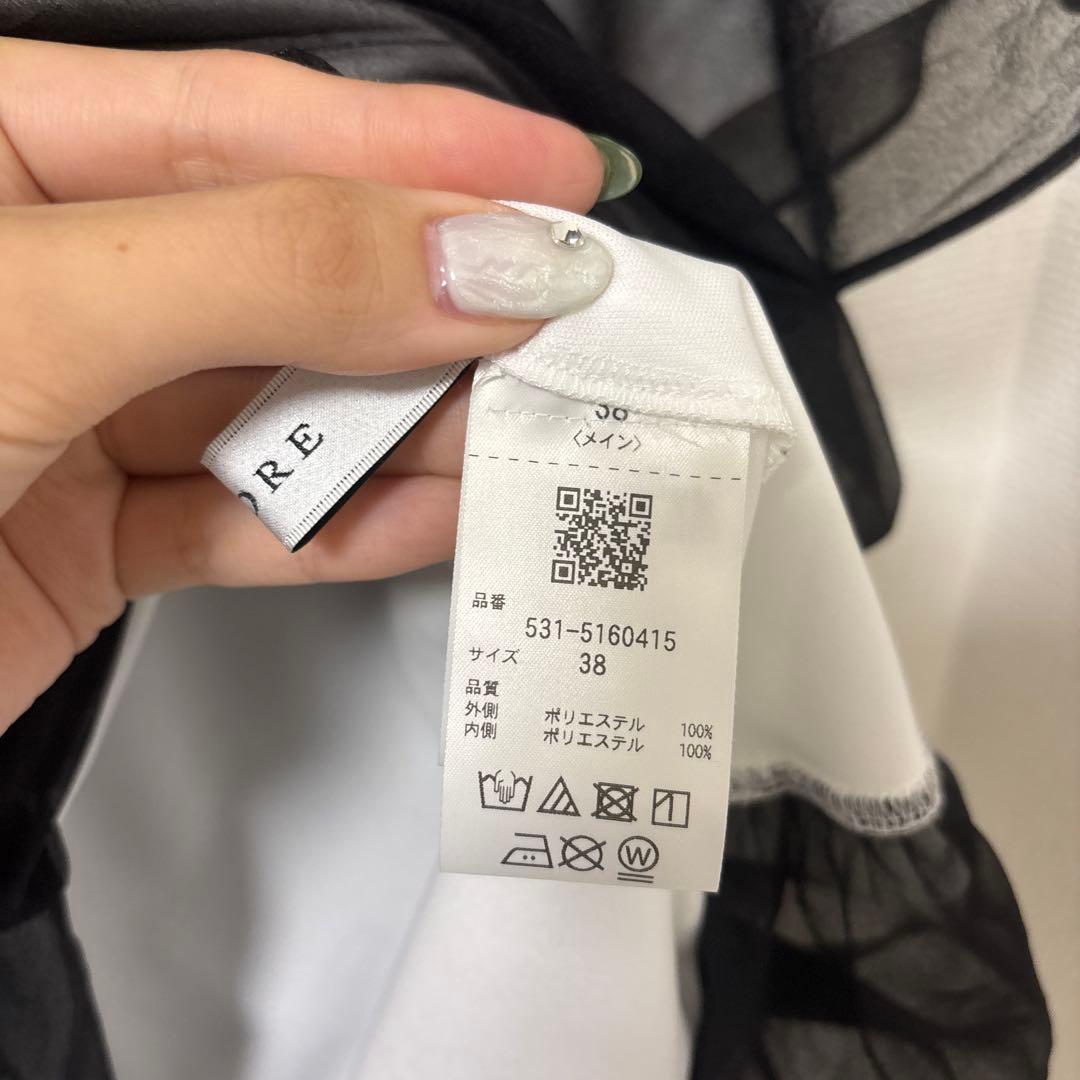 ORE
38
〈メイン〉
品番
531-5160415
サイズ 38
品質
外側 ポリエステル 100%
内側 ポリエステル 100%
W